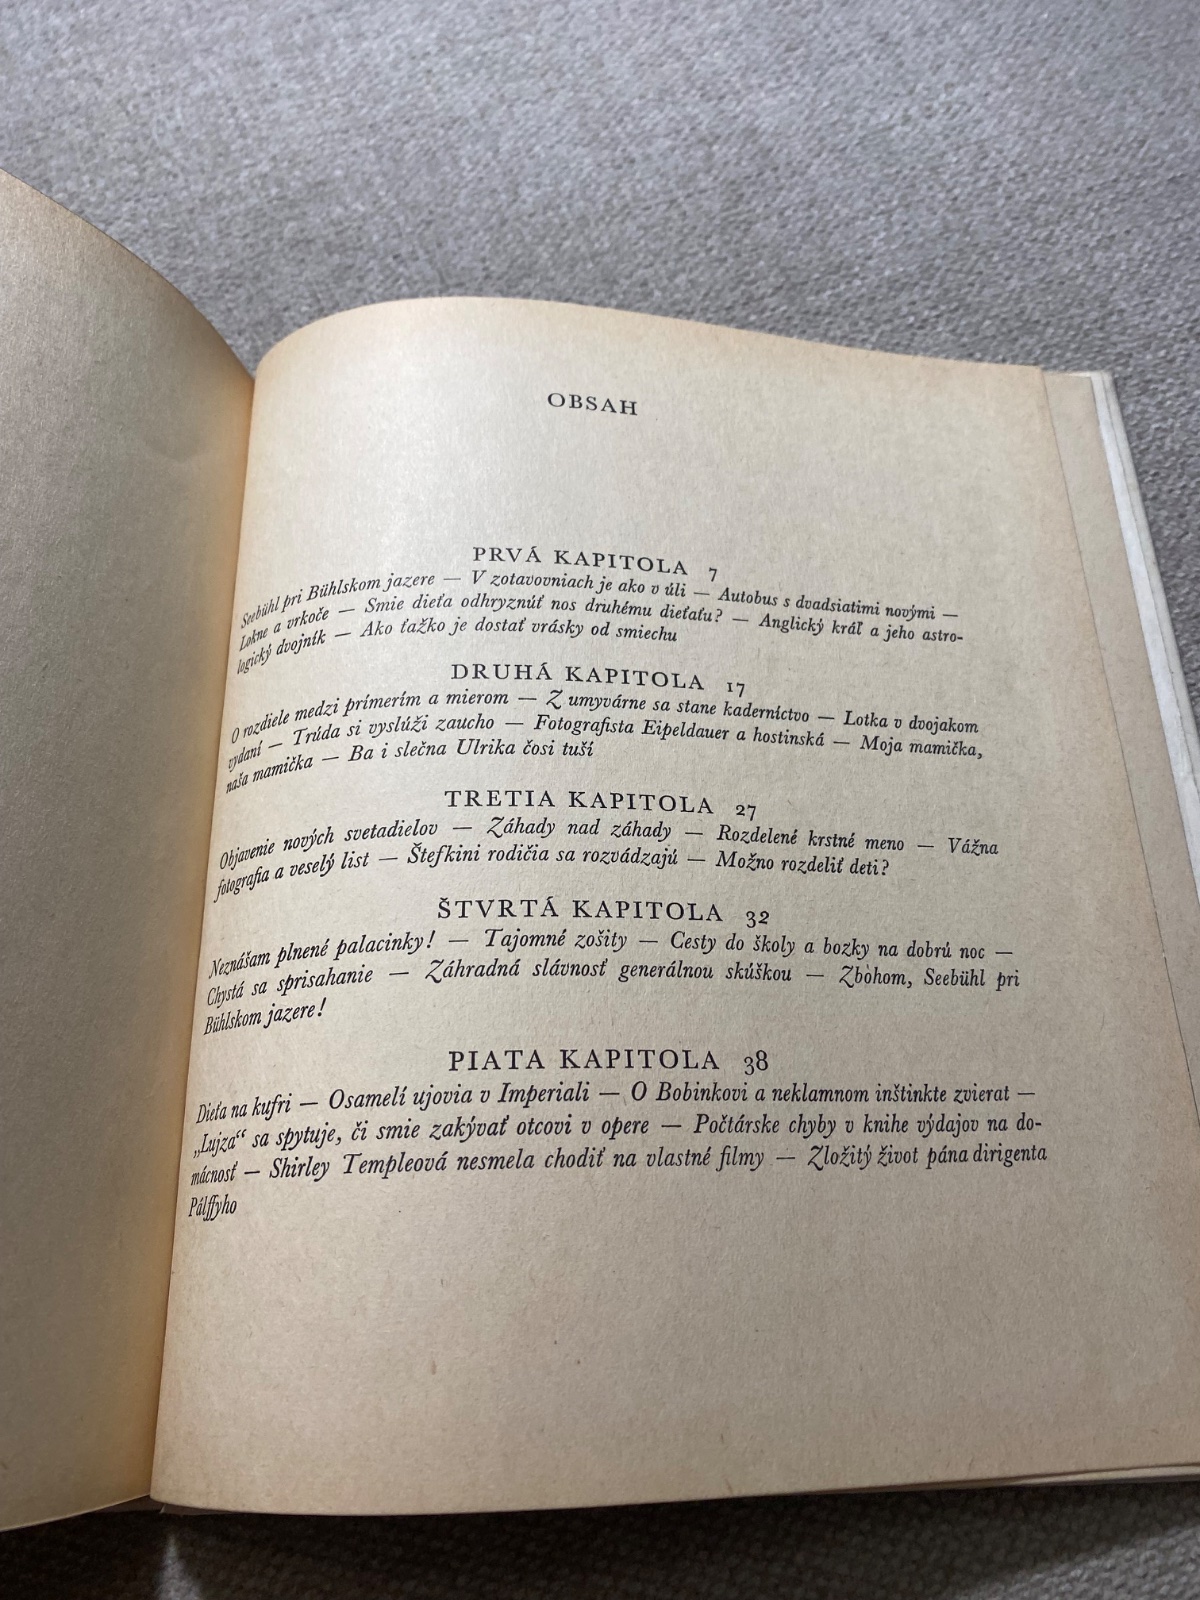 OBSAH
PRVÁ KAPITOLA 7
Seebühl pri Bühlskom jazere — V zotavovniach je ako v úli — Autobus s dvadsiatimi novými —
Lokne a vrkoče — Smie dieťa odhryznúť nos druhému dieťaťu? — Anglický kráľ a jeho astro-
logický dvojník — Ako ťažko je dostať vrásky od smiechu
DRUHÁ KAPITOLA 17
O rozdiele medzi prímerím a mierom — Z umyvárne sa stane kaderníctvo — Lotka v dvojakom
vydaní — Trúda si vyslúži zaucho — Fotografista Eipeldauer a hostinská — Moja mamička,
naša mamička — Ba i slečna Ulrika čosi tuší
TRETIA KAPITOLA 27
Objavenie nových svetadielov — Záhady nad záhady — Rozdelené krstné meno — Vážna
fotografia a veselý list — Štefkini rodičia sa rozvádzajú — Možno rozdeliť deti?
ŠTVRTÁ KAPITOLA 32
Neznášam plnené palacinky! — Tajomné zošity — Cesty do školy a bozky na dobrú noc —
Chystá sa sprisahanie — Záhradná slávnosť generálnou skúškou — Zbohom, Seebühl pri
Bühlskom jazere!
PIATA KAPITOLA 38
Dieťa na kufri — Osamelí ujovia v Imperiali — O Bobinkovi a neklamnom inštinkte zvierat —
„Lujza“ sa spytuje, či smie zakývať otcovi v opere — Počtárske chyby v knihe výdajov na do-
mácnosť — Shirley Templeová nesmela chodiť na vlastné filmy — Zložitý život pána dirigenta
Pálffyho